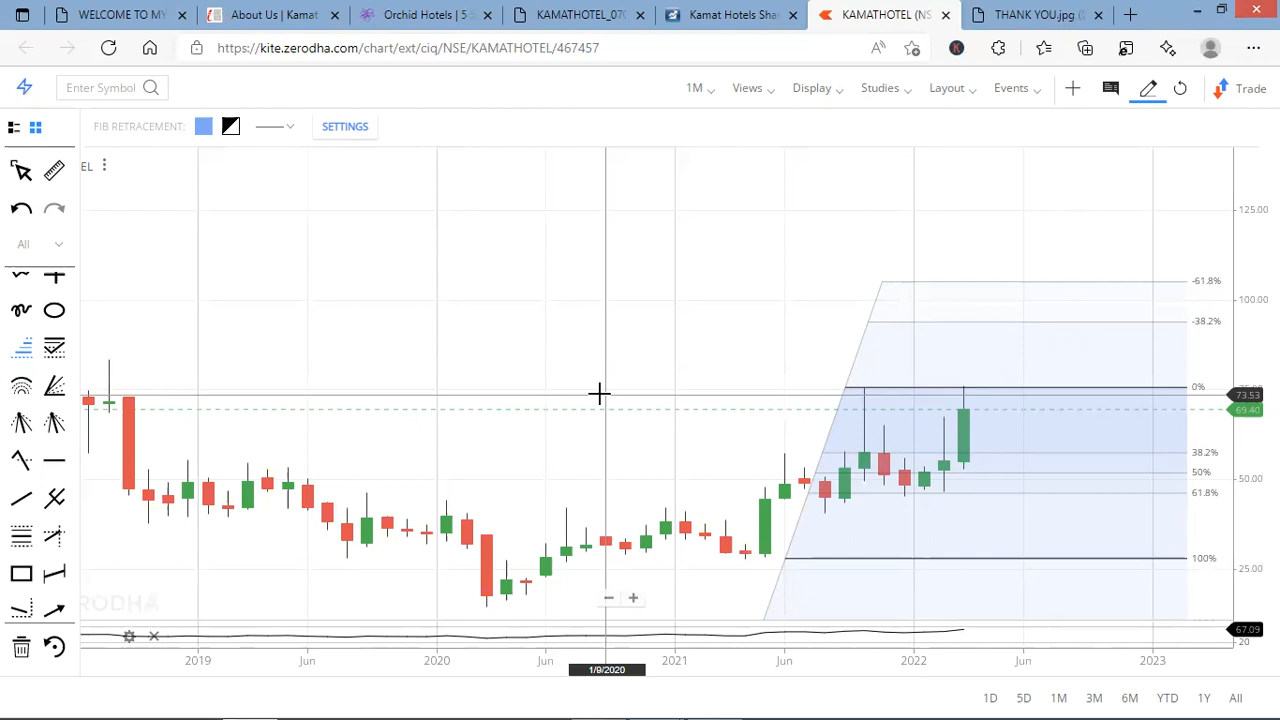 WELCOME TO MY
About Us | Kamat
Orchid Hotels | 5 S
KAMATHOTEL_070
Kamat Hotels Sha
KAMATHOTEL (NS
THANK YOU.jpg (
https://kite.zerodha.com/chart/ext/ciq/NSE/KAMATHOTEL/467457
Enter Symbol
1M
Views
Display
Studies
Layout
Events
Trade
FIB RETRACEMENT:
SETTINGS
EL
All
125.00
-61.8%
100.00
-38.2%
0%
73.53
69.40
38.2%
50%
50.00
61.8%
100%
25.00
RODHA
67.09
20
2019
Jun
2020
Jun
2021
Jun
2022
Jun
2023
1/9/2020
1D
5D
1M
3M
6M
YTD
1Y
All